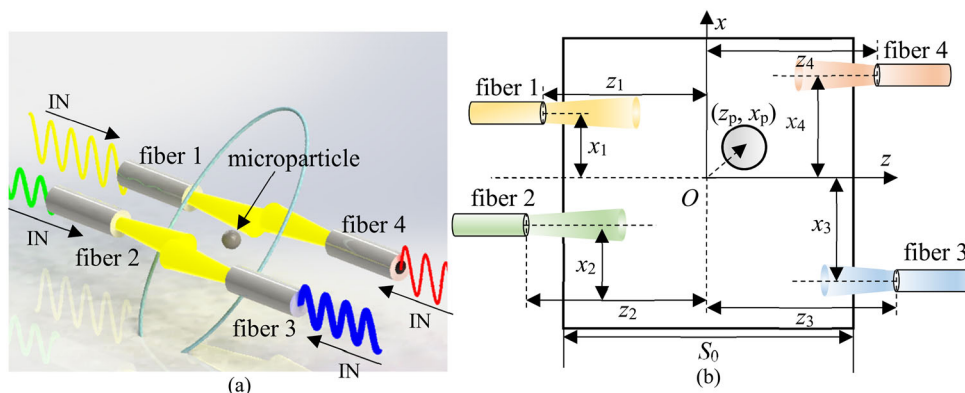 IN
fiber 1
microparticle
IN
fiber 2
fiber 4
fiber 3
IN
IN
(a)
x
fiber 4
z4
fiber 1
z1
(zp, xp)
x4
x1
z
O
fiber 2
x3
fiber 3
x2
z2
z3
S0
(b)